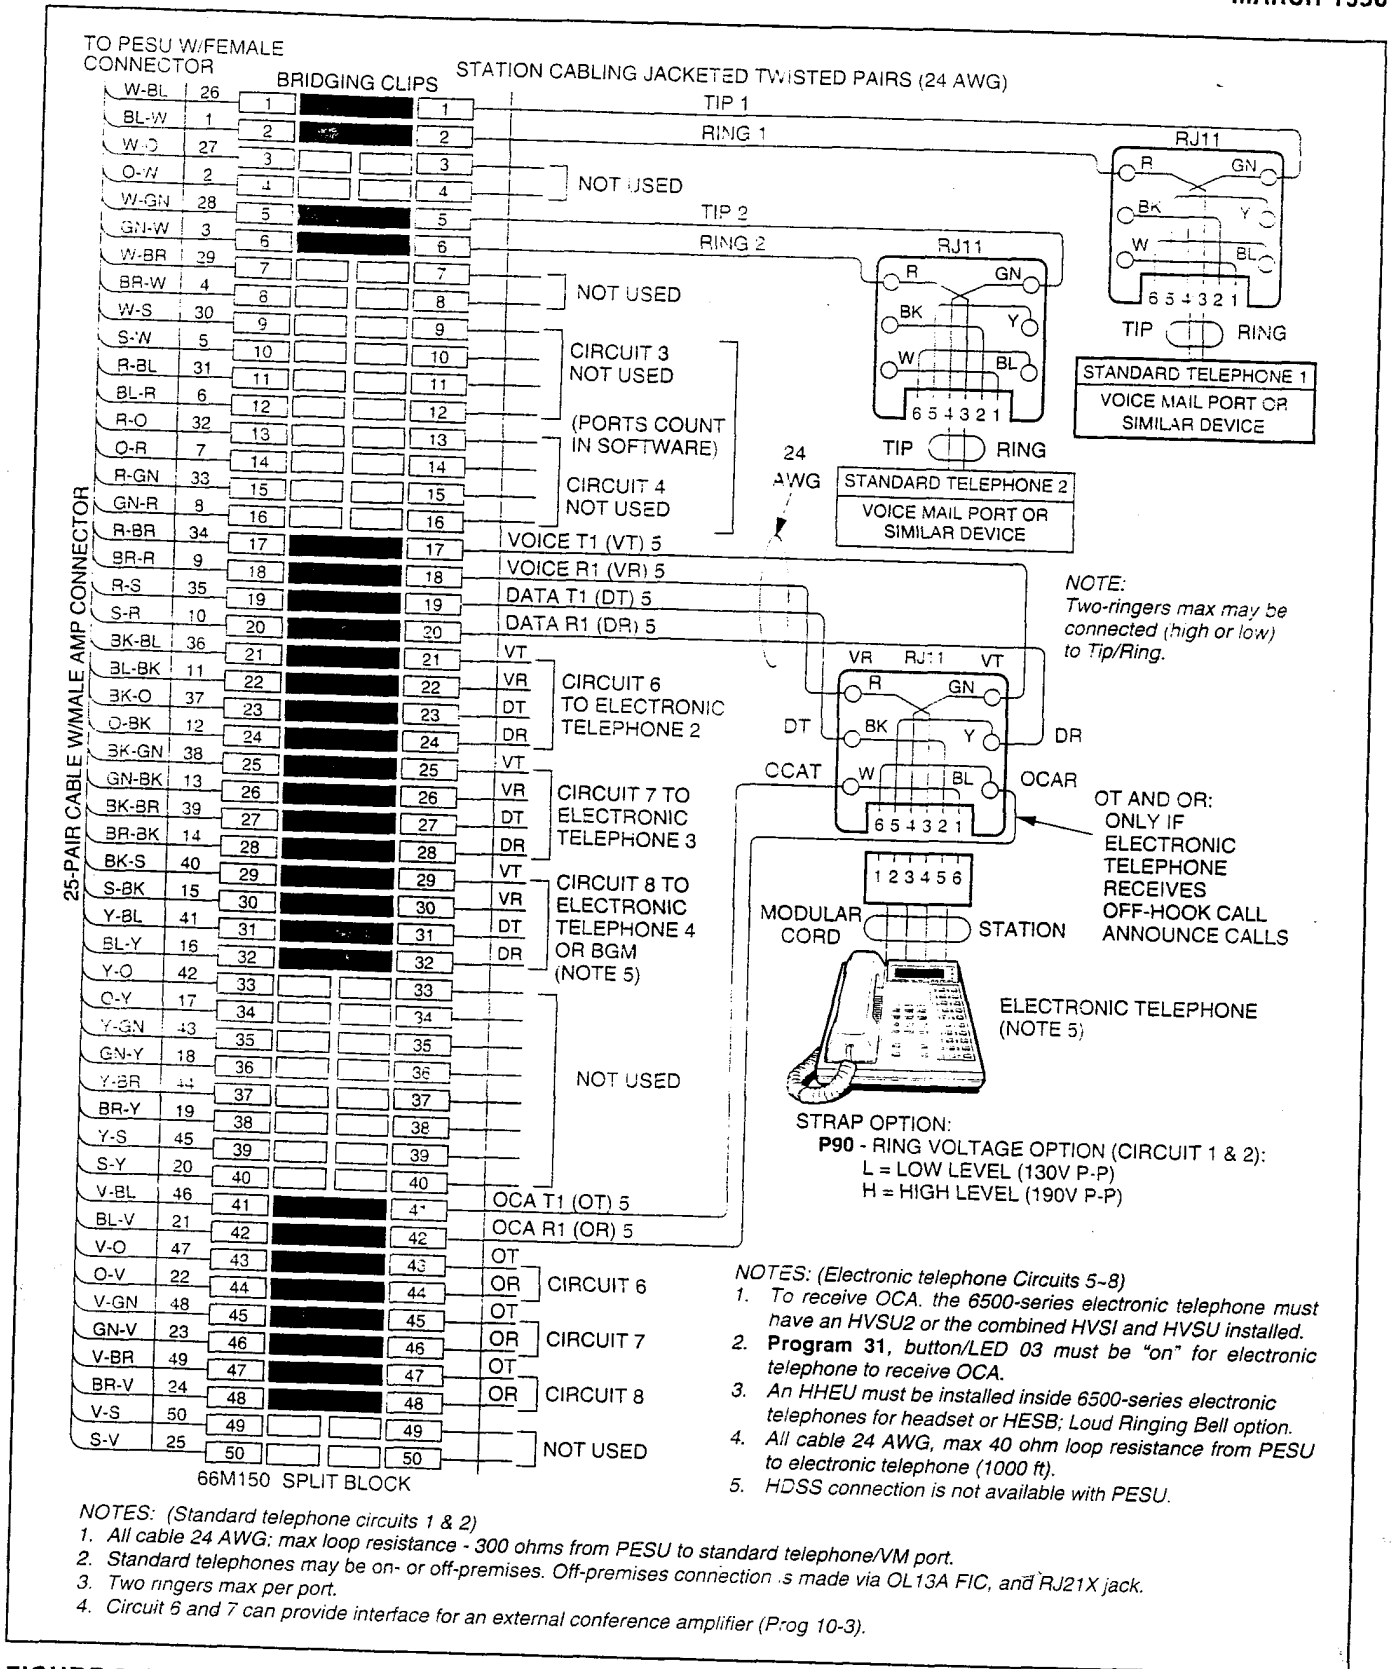 MARCH 1990
TO PESU W/FEMALE
CONNECTOR
BRIDGING CLIPS
STATION CABLING JACKETED TWISTED PAIRS (24 AWG)
25-PAIR CABLE W/MALE AMP CONNECTOR
W-BL 26 1 1 TIP 1
BL-W 1 2 2 RING 1
W-O 27 3 3
O-W 2 4 4
NOT USED
W-GN 28 5 5 TIP 2
GN-W 3 6 6 RING 2
W-BR 29 7 7
BR-W 4 8 8
NOT USED
W-S 30 9 9
S-W 5 10 10
R-BL 31 11 11
BL-R 6 12 12
CIRCUIT 3
NOT USED
(PORTS COUNT
IN SOFTWARE)
R-O 32 13 13
O-R 7 14 14
R-GN 33 15 15
GN-R 8 16 16
CIRCUIT 4
NOT USED
R-BR 34 17 17 VOICE T1 (VT) 5
BR-R 9 18 18 VOICE R1 (VR) 5
R-S 35 19 19 DATA T1 (DT) 5
S-R 10 20 20 DATA R1 (DR) 5
BK-BL 36 21 21 VT
BL-BK 11 22 22 VR
BK-O 37 23 23 DT
O-BK 12 24 24 DR
CIRCUIT 6
TO ELECTRONIC
TELEPHONE 2
BK-GN 38 25 25 VT
GN-BK 13 26 26 VR
BK-BR 39 27 27 DT
BR-BK 14 28 28 DR
CIRCUIT 7 TO
ELECTRONIC
TELEPHONE 3
BK-S 40 29 29 VT
S-BK 15 30 30 VR
Y-BL 41 31 31 DT
BL-Y 16 32 32 DR
CIRCUIT 8 TO
ELECTRONIC
TELEPHONE 4
OR BGM
(NOTE 5)
Y-O 42 33 33
O-Y 17 34 34
Y-GN 43 35 35
GN-Y 18 36 36
Y-BR 44 37 37
BR-Y 19 38 38
Y-S 45 39 39
S-Y 20 40 40
NOT USED
V-BL 46 41 41 OCA T1 (OT) 5
BL-V 21 42 42 OCA R1 (OR) 5
V-O 47 43 43 OT
O-V 22 44 44 OR
CIRCUIT 6
V-GN 48 45 45 OT
GN-V 23 46 46 OR
CIRCUIT 7
V-BR 49 47 47 OT
BR-V 24 48 48 OR
CIRCUIT 8
V-S 50 49 49
S-V 25 50 50
NOT USED
66M150 SPLIT BLOCK
RJ11
R GN
BK Y
W BL
6 5 4 3 2 1
TIP RING
STANDARD TELEPHONE 1
VOICE MAIL PORT OR
SIMILAR DEVICE
RJ11
R GN
BK Y
W BL
6 5 4 3 2 1
TIP RING
STANDARD TELEPHONE 2
VOICE MAIL PORT OR
SIMILAR DEVICE
24
AWG
NOTE:
Two-ringers max may be
connected (high or low)
to Tip/Ring.
VR RJ11 VT
R GN
DT BK Y DR
OCAT W BL OCAR
6 5 4 3 2 1
1 2 3 4 5 6
OT AND OR:
ONLY IF
ELECTRONIC
TELEPHONE
RECEIVES
OFF-HOOK CALL
ANNOUNCE CALLS
MODULAR
CORD
STATION
ELECTRONIC TELEPHONE
(NOTE 5)
STRAP OPTION:
P90 - RING VOLTAGE OPTION (CIRCUIT 1 & 2):
L = LOW LEVEL (130V P-P)
H = HIGH LEVEL (190V P-P)
NOTES: (Electronic telephone Circuits 5~8)
1. To receive OCA. the 6500-series electronic telephone must
have an HVSU2 or the combined HVSI and HVSU installed.
2. Program 31, button/LED 03 must be "on" for electronic
telephone to receive OCA.
3. An HHEU must be installed inside 6500-series electronic
telephones for headset or HESB; Loud Ringing Bell option.
4. All cable 24 AWG, max 40 ohm loop resistance from PESU
to electronic telephone (1000 ft).
5. HDSS connection is not available with PESU.
NOTES: (Standard telephone circuits 1 & 2)
1. All cable 24 AWG: max loop resistance - 300 ohms from PESU to standard telephone/VM port.
2. Standard telephones may be on- or off-premises. Off-premises connection is made via OL13A FIC, and RJ21X jack.
3. Two ringers max per port.
4. Circuit 6 and 7 can provide interface for an external conference amplifier (Prog 10-3).